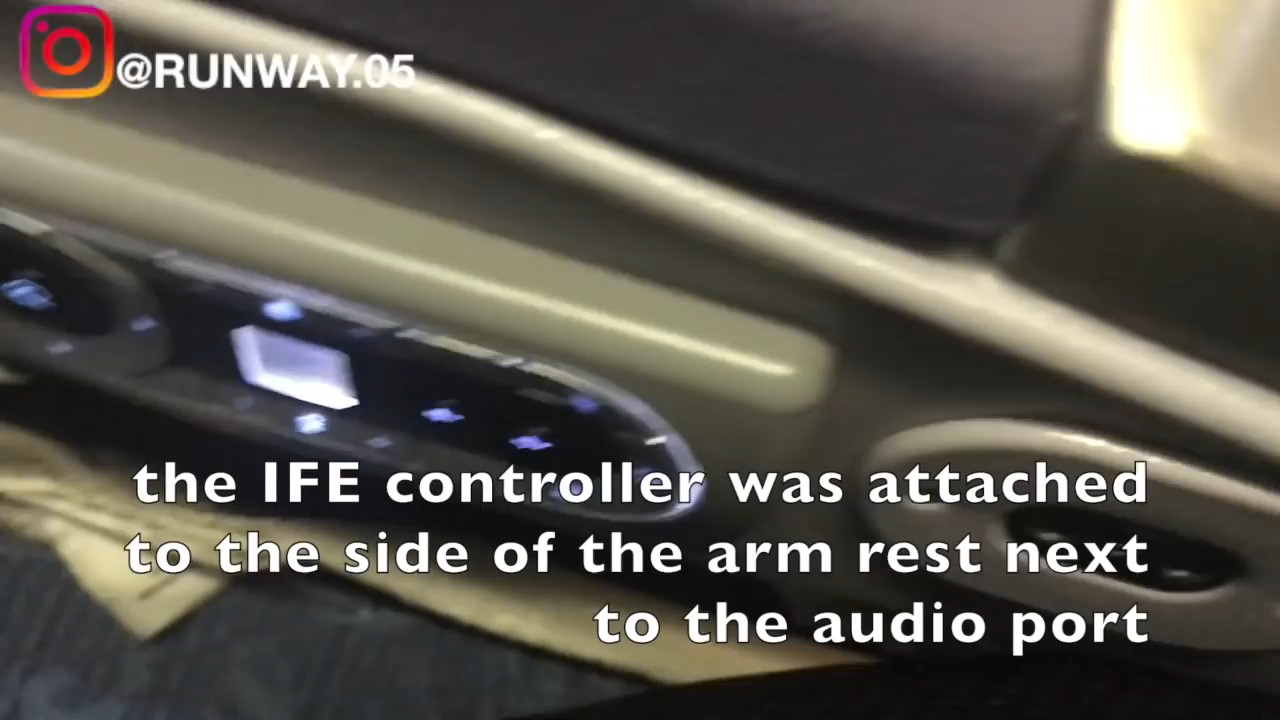 @RUNWAY.05
the IFE controller was attached
to the side of the arm rest next
to the audio port